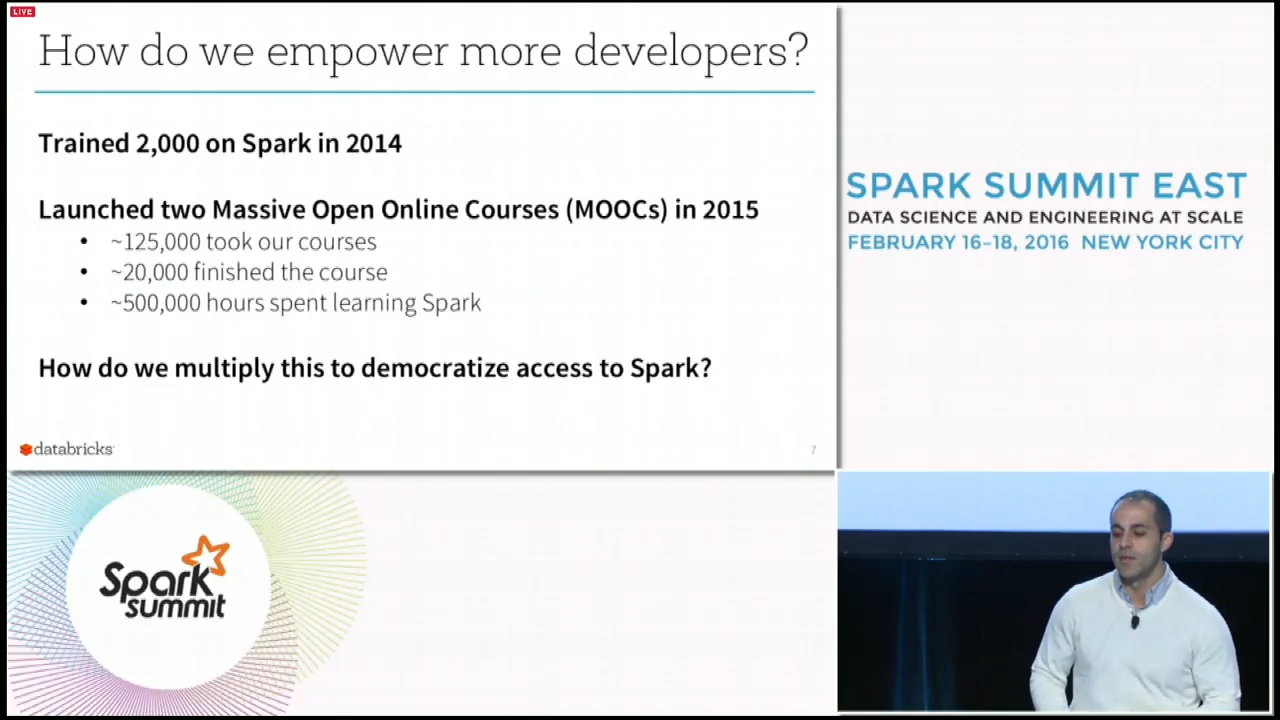 LIVE
How do we empower more developers?
Trained 2,000 on Spark in 2014
Launched two Massive Open Online Courses (MOOCs) in 2015
• ~125,000 took our courses
• ~20,000 finished the course
• ~500,000 hours spent learning Spark
How do we multiply this to democratize access to Spark?
databricks
7
SPARK SUMMIT EAST
DATA SCIENCE AND ENGINEERING AT SCALE
FEBRUARY 16–18, 2016 NEW YORK CITY
Spark
summit